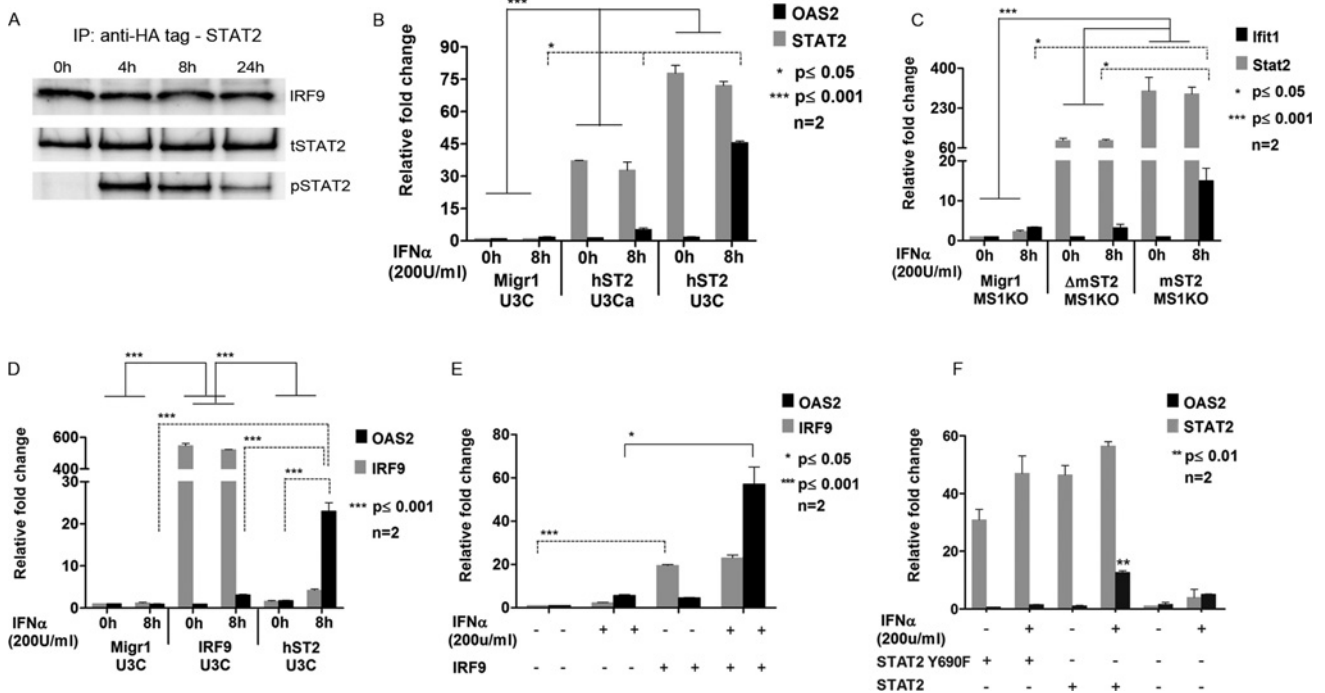 A
IP: anti-HA tag - STAT2
0h 4h 8h 24h
IRF9
tSTAT2
pSTAT2
B
***
*
OAS2
STAT2
* p≤ 0.05
*** p≤ 0.001
n=2
Relative fold change
90
75
60
45
30
15
0
IFNα
(200U/ml)
0h 8h 0h 8h 0h 8h
Migr1
U3C
hST2
U3Ca
hST2
U3C
C
***
*
*
Ifit1
Stat2
* p≤ 0.05
*** p≤ 0.001
n=2
Relative fold change
400
230
60
20
10
0
IFNα
(200U/ml)
0h 8h 0h 8h 0h 8h
Migr1
MS1KO
ΔmST2
MS1KO
mST2
MS1KO
D
*** ***
***
***
***
OAS2
IRF9
*** p≤ 0.001
n=2
Relative fold change
600
400
30
20
10
0
IFNα
(200U/ml)
0h 8h 0h 8h 0h 8h
Migr1
U3C
IRF9
U3C
hST2
U3C
E
*
***
OAS2
IRF9
* p≤ 0.05
*** p≤ 0.001
n=2
Relative fold change
80
60
40
20
0
IFNα
(200u/ml)
- - + + - - + +
IRF9 - - - - + + + +
F
OAS2
STAT2
** p≤ 0.01
n=2
**
Relative fold change
60
40
20
0
IFNα
(200u/ml)
- + - + - +
STAT2 Y690F + + - - - -
STAT2 - - + + - -